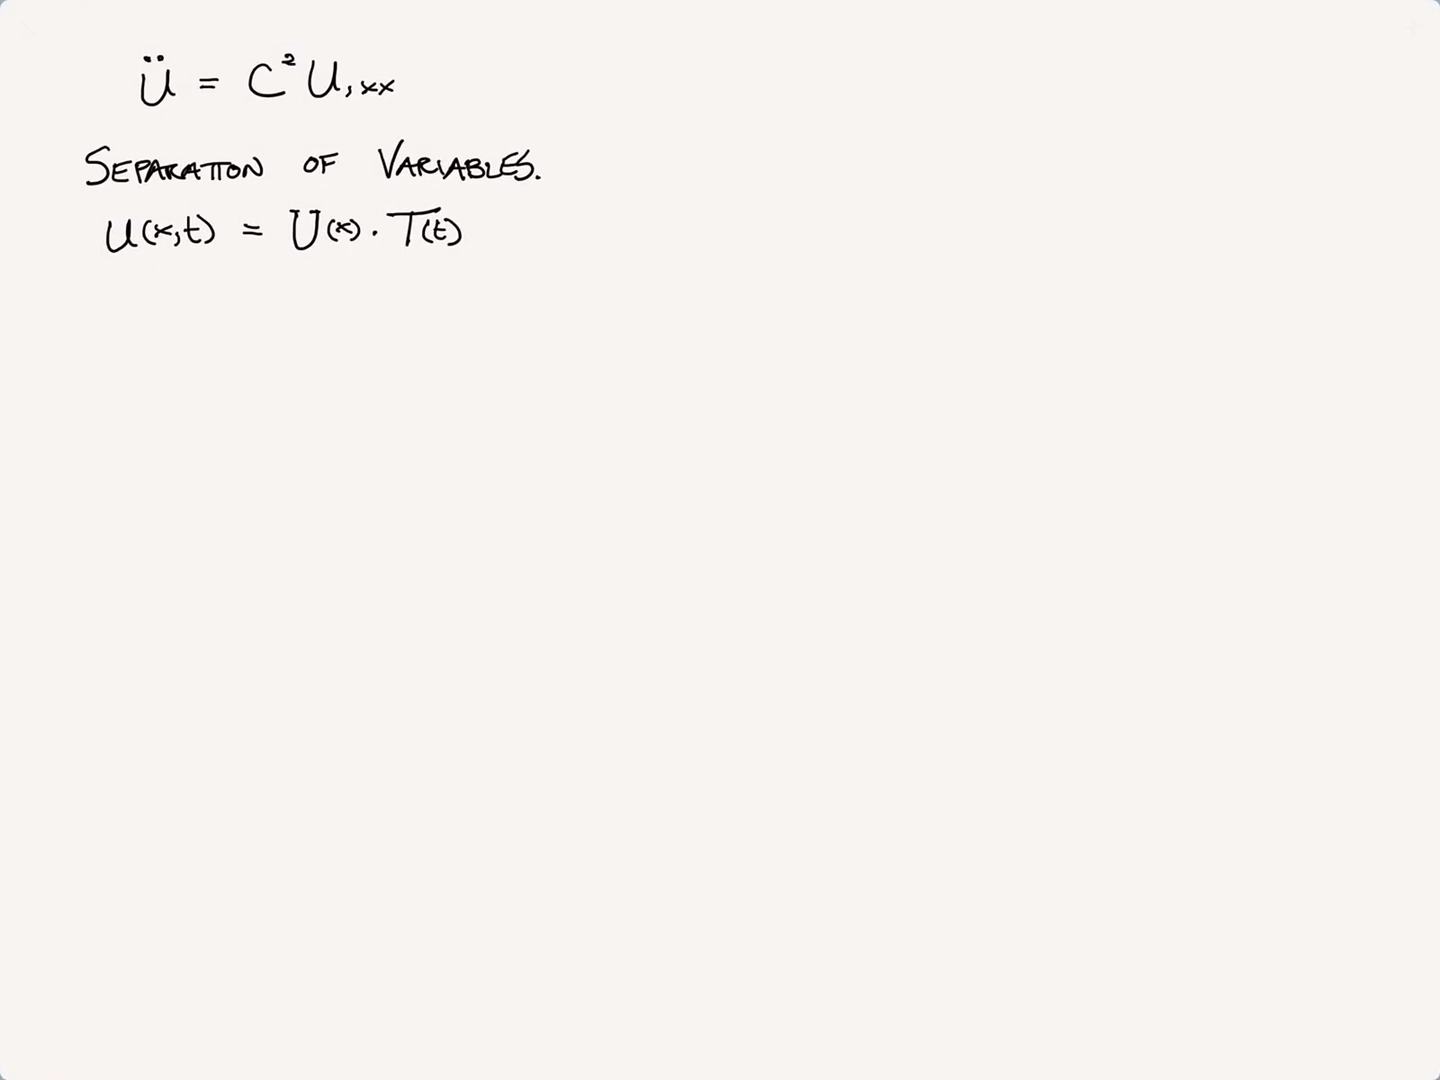 ü = C² U,xx
SEPARATION OF VARIABLES.
u(x,t) = U(x) · T(t)